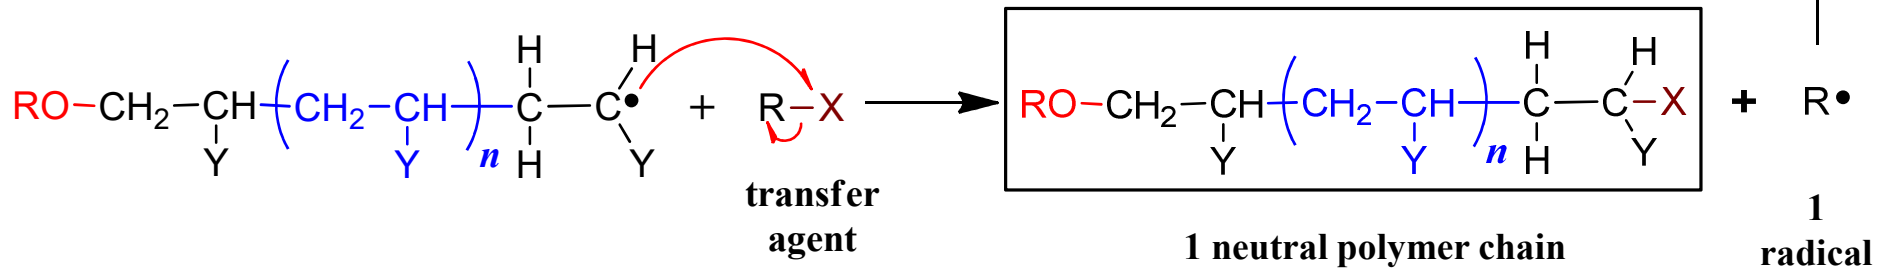 H H H H
RO–CH₂–CH(CH₂–CH)n–C–C• + R–X → RO–CH₂–CH(CH₂–CH)n–C–C–X + R•
Y Y H Y Y Y H Y
transfer
agent
1 neutral polymer chain
1
radical